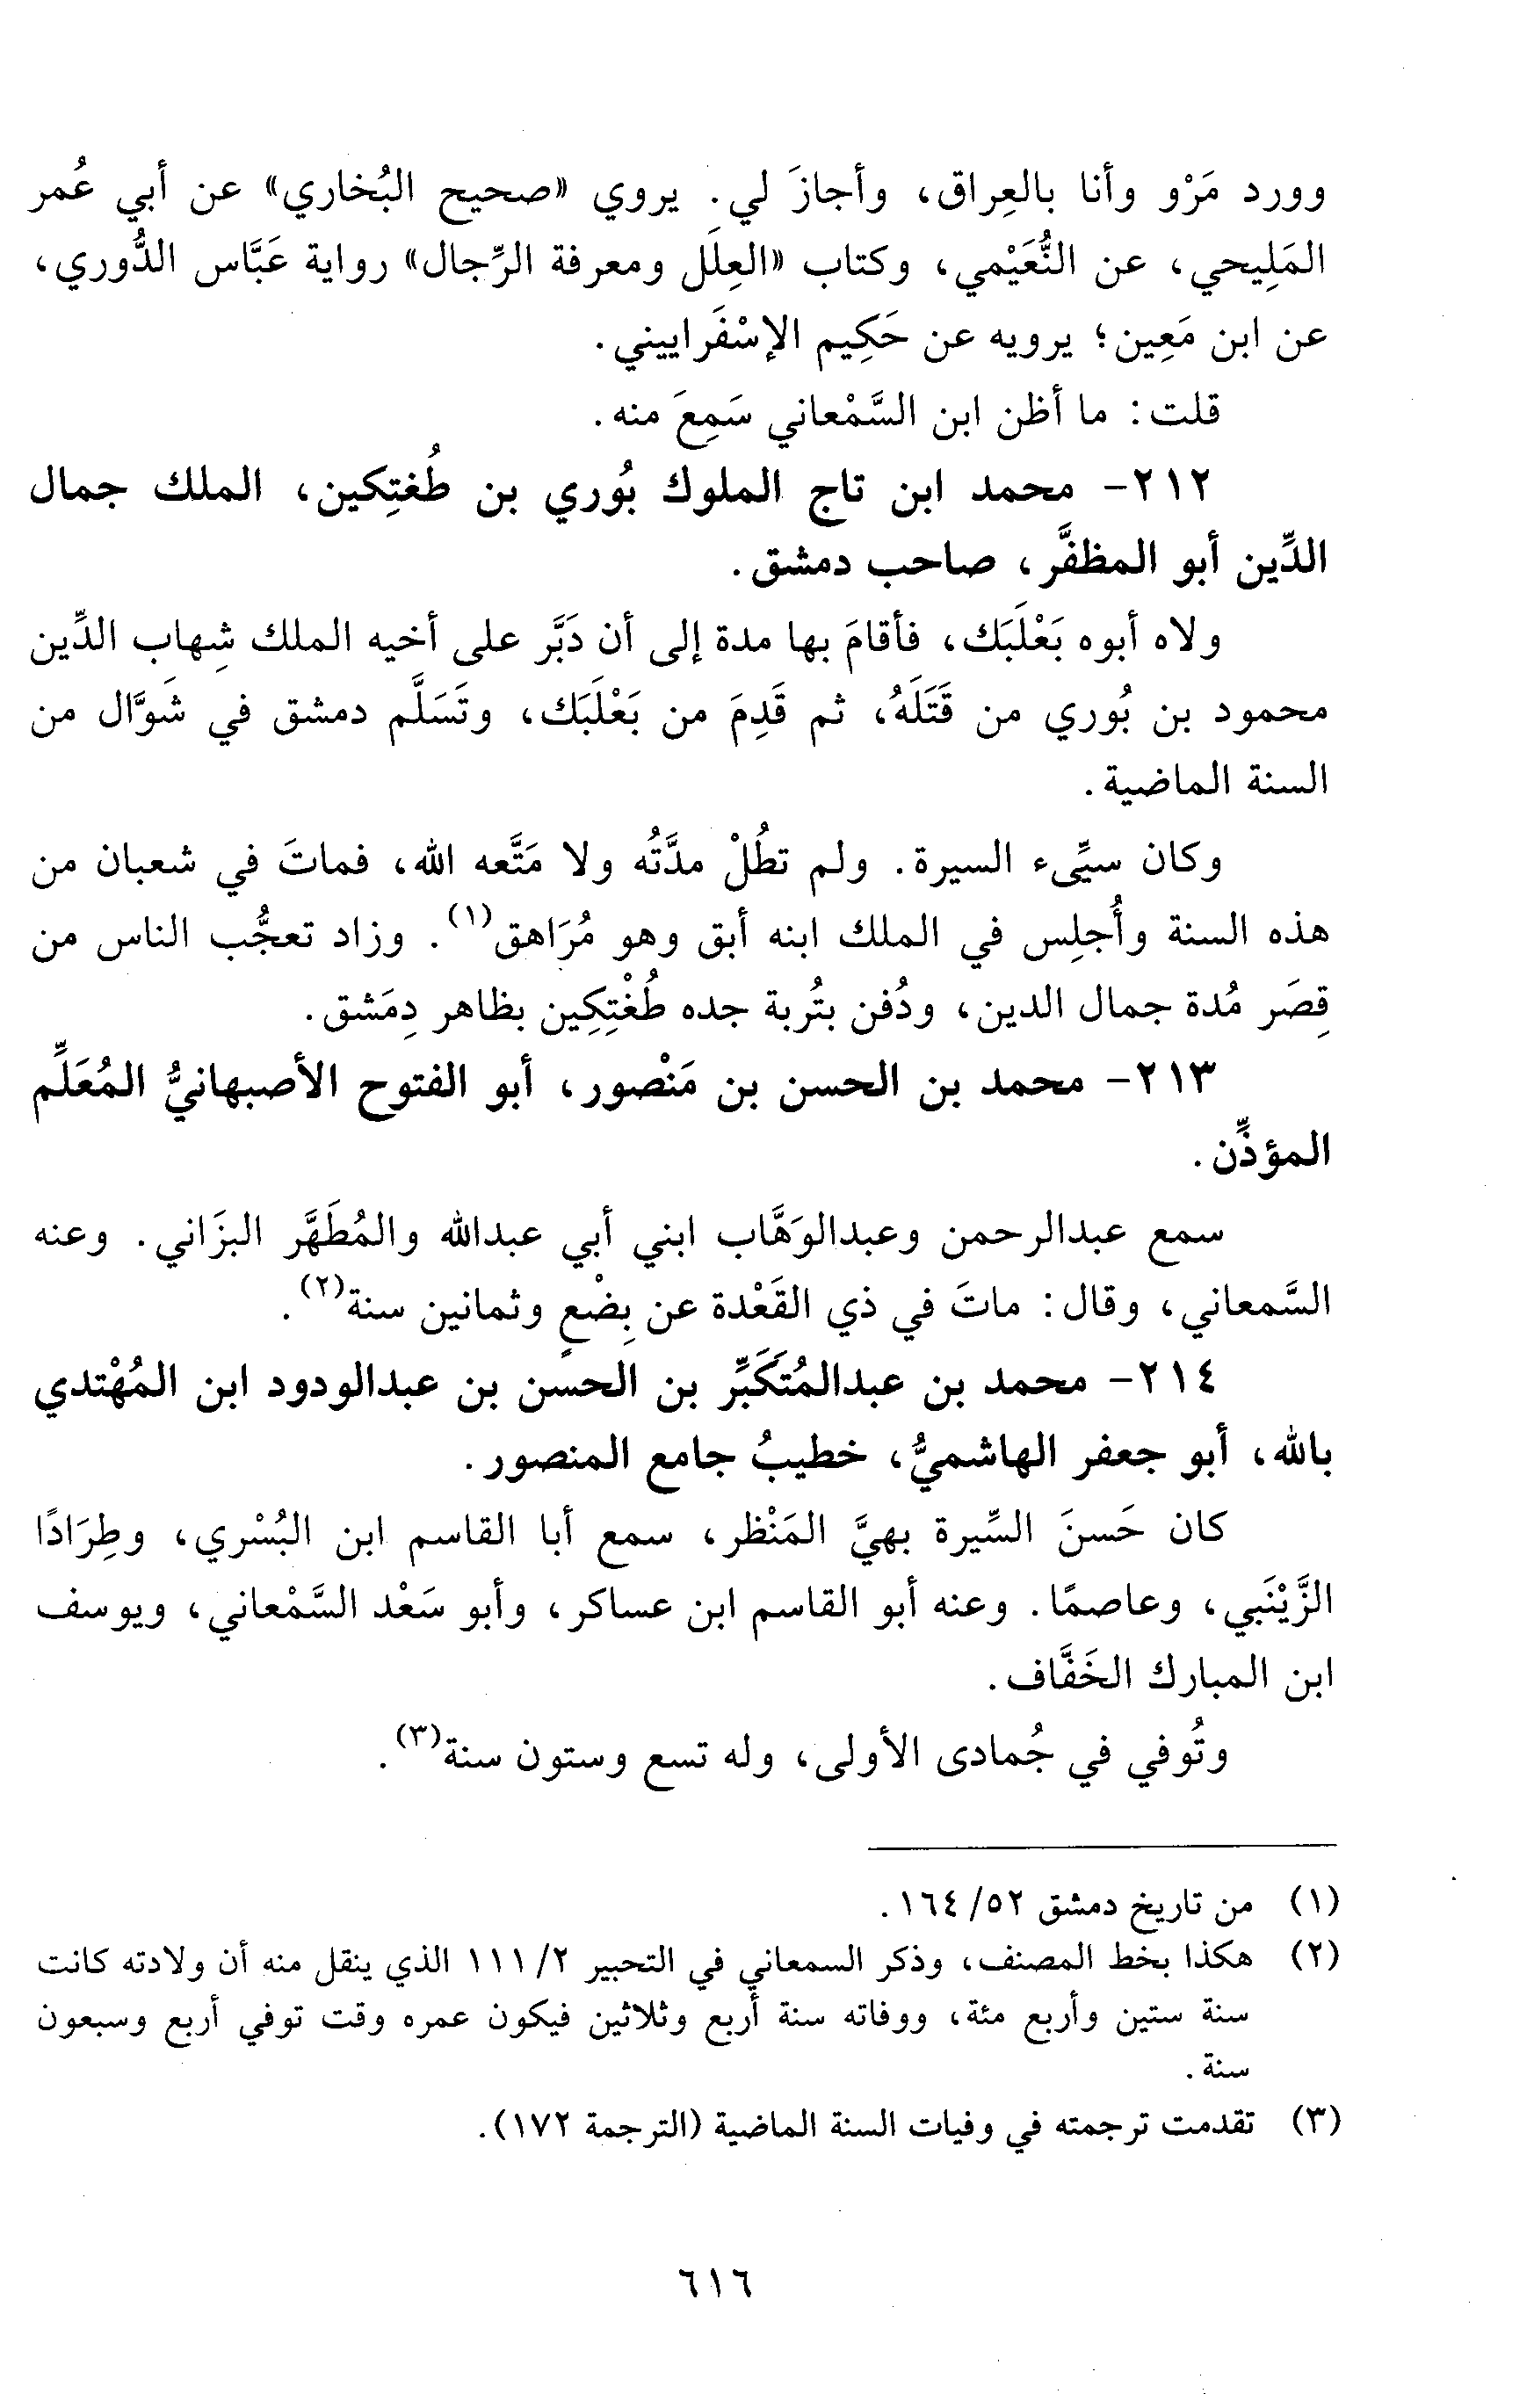 وورد مَرْو وأنا بالعِراق، وأجازَ لي. يروي «صحيح البُخاري» عن أبي عُمر
المَلِيحي، عن النُّعَيْمي، وكتاب «العِلَل ومعرفة الرِّجال» رواية عَبَّاس الدُّوري،
عن ابن مَعِين؛ يرويه عن حَكِيم الإسْفَراييني.
قلت: ما أظن ابن السَّمْعاني سَمِعَ منه.
٢١٢- محمد ابن تاج الملوك بُوري بن طُغتِكين، الملك جمال
الدِّين أبو المظفَّر، صاحب دمشق.
ولاه أبوه بَعْلَبَك، فأقامَ بها مدة إلى أن دَبَّر على أخيه الملك شِهاب الدِّين
محمود بن بُوري من قَتَلَهُ، ثم قَدِمَ من بَعْلَبَك، وتَسَلَّم دمشق في شَوَّال من
السنة الماضية.
وكان سيِّىء السيرة. ولم تطُلْ مدَّتُه ولا مَتَّعه الله، فماتَ في شعبان من
هذه السنة وأُجلِس في الملك ابنه أبق وهو مُرَاهق(١). وزاد تعجُّب الناس من
قِصَر مُدة جمال الدين، ودُفن بتُربة جده طُغْتِكِين بظاهر دِمَشق.
٢١٣- محمد بن الحسن بن مَنْصور، أبو الفتوح الأصبهانيُّ المُعَلِّم
المؤذِّن.
سمع عبدالرحمن وعبدالوَهَّاب ابني أبي عبدالله والمُطَهَّر البزَاني. وعنه
السَّمعاني، وقال: ماتَ في ذي القَعْدة عن بِضْعٍ وثمانين سنة(٢).
٢١٤- محمد بن عبدالمُتَكَبِّر بن الحسن بن عبدالودود ابن المُهْتدي
بالله، أبو جعفر الهاشميُّ، خطيبُ جامع المنصور.
كان حَسنَ السِّيرة بهيَّ المَنْظر، سمع أبا القاسم ابن البُسْري، وطِرَادًا
الزَّيْنَبي، وعاصمًا. وعنه أبو القاسم ابن عساكر، وأبو سَعْد السَّمْعاني، ويوسف
ابن المبارك الخَفَّاف.
وتُوفي في جُمادى الأولى، وله تسع وستون سنة(٣).
(١) من تاريخ دمشق ٥٢/ ١٦٤.
(٢) هكذا بخط المصنف، وذكر السمعاني في التحبير ٢/ ١١١ الذي ينقل منه أن ولادته كانت
سنة ستين وأربع مئة، ووفاته سنة أربع وثلاثين فيكون عمره وقت توفي أربع وسبعون
سنة.
(٣) تقدمت ترجمته في وفيات السنة الماضية (الترجمة ١٧٢).
٦١٦